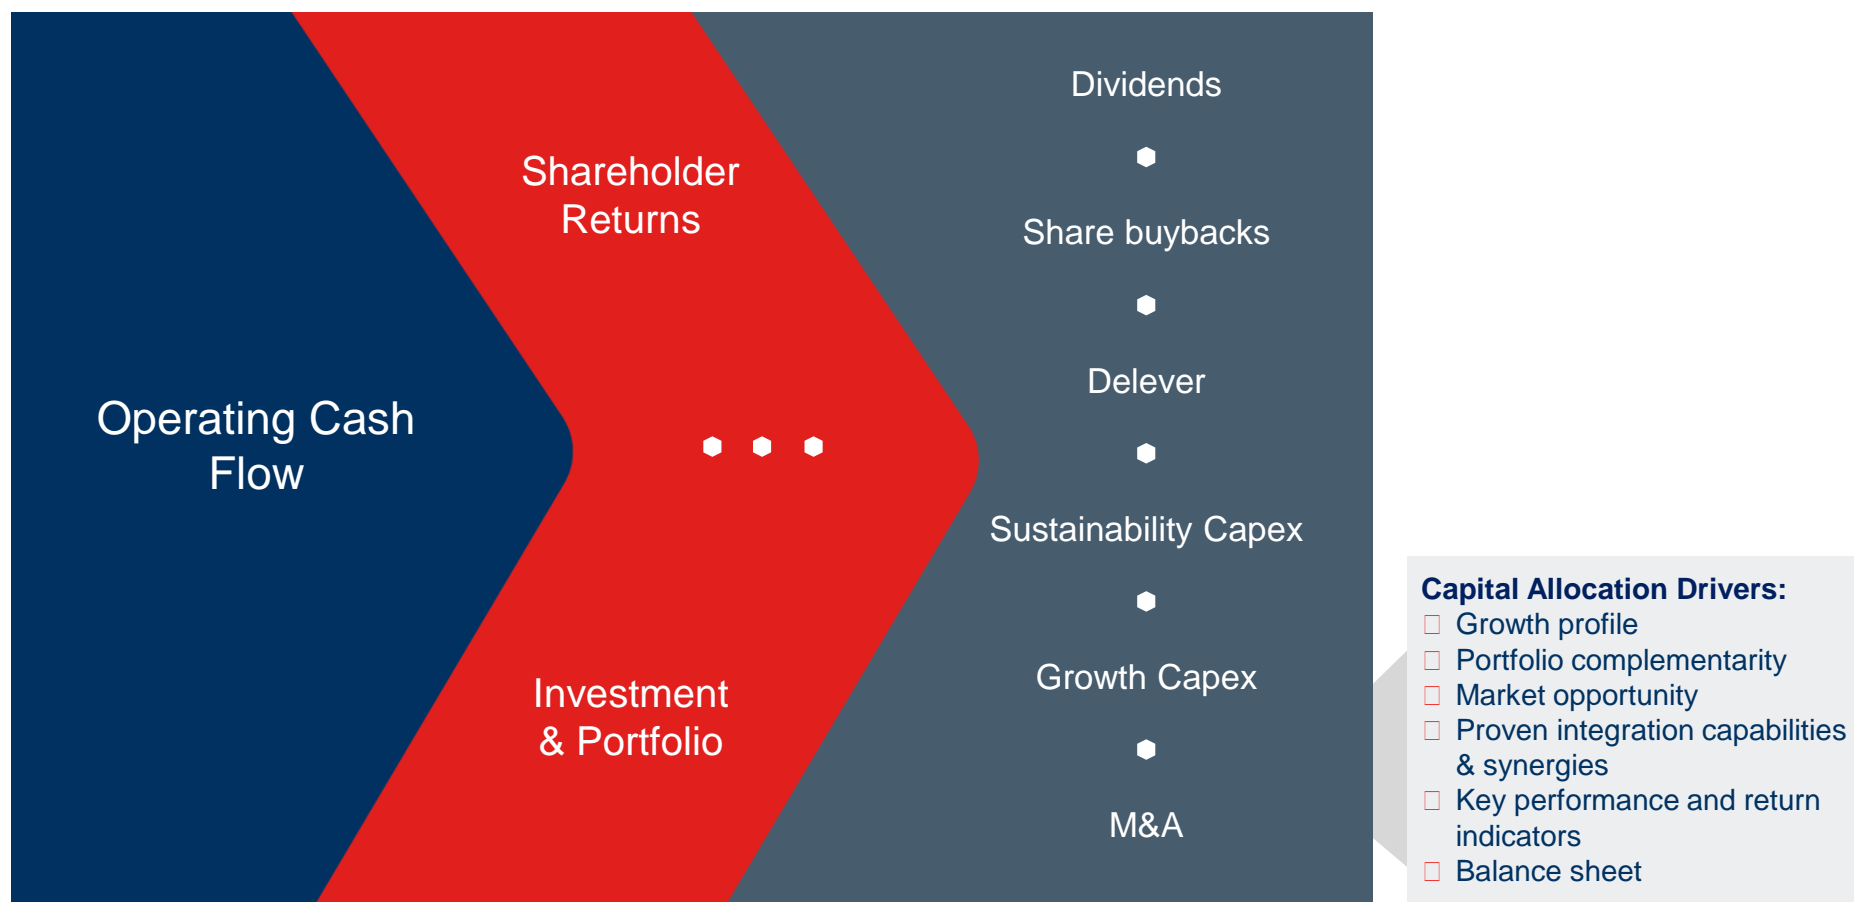 Operating Cash
Flow
Shareholder
Returns
Investment
& Portfolio
Dividends
Share buybacks
Delever
Sustainability Capex
Growth Capex
M&A
Capital Allocation Drivers:
Growth profile
Portfolio complementarity
Market opportunity
Proven integration capabilities
& synergies
Key performance and return
indicators
Balance sheet